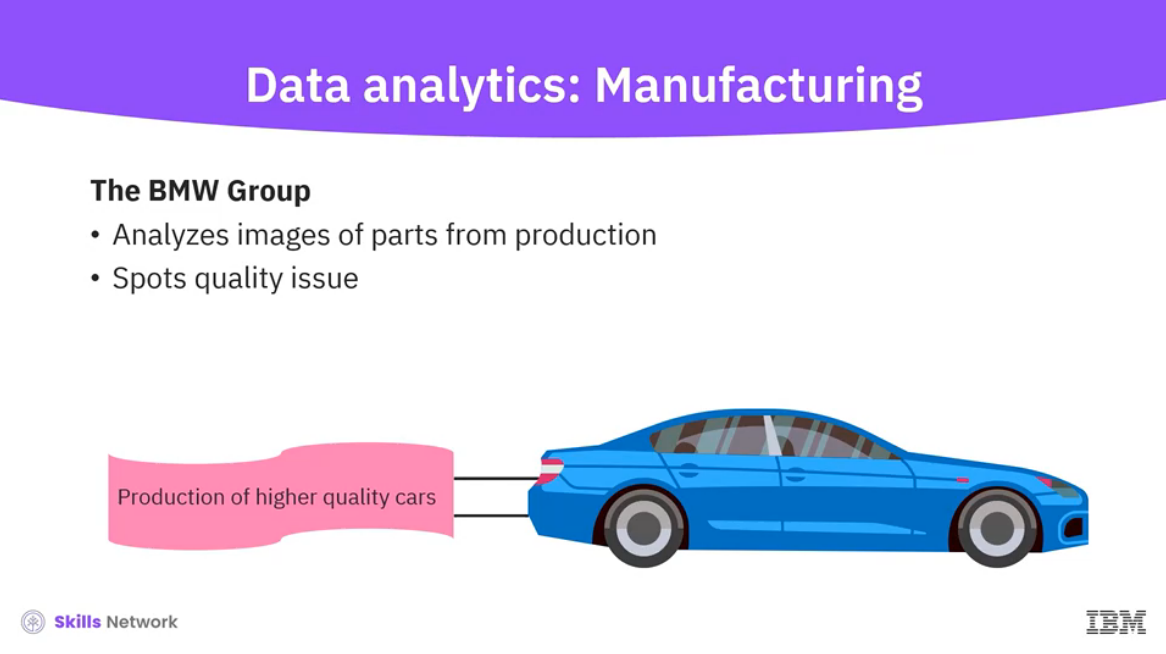 Data analytics: Manufacturing
The BMW Group
• Analyzes images of parts from production
• Spots quality issue
Production of higher quality cars
Skills Network
IBM